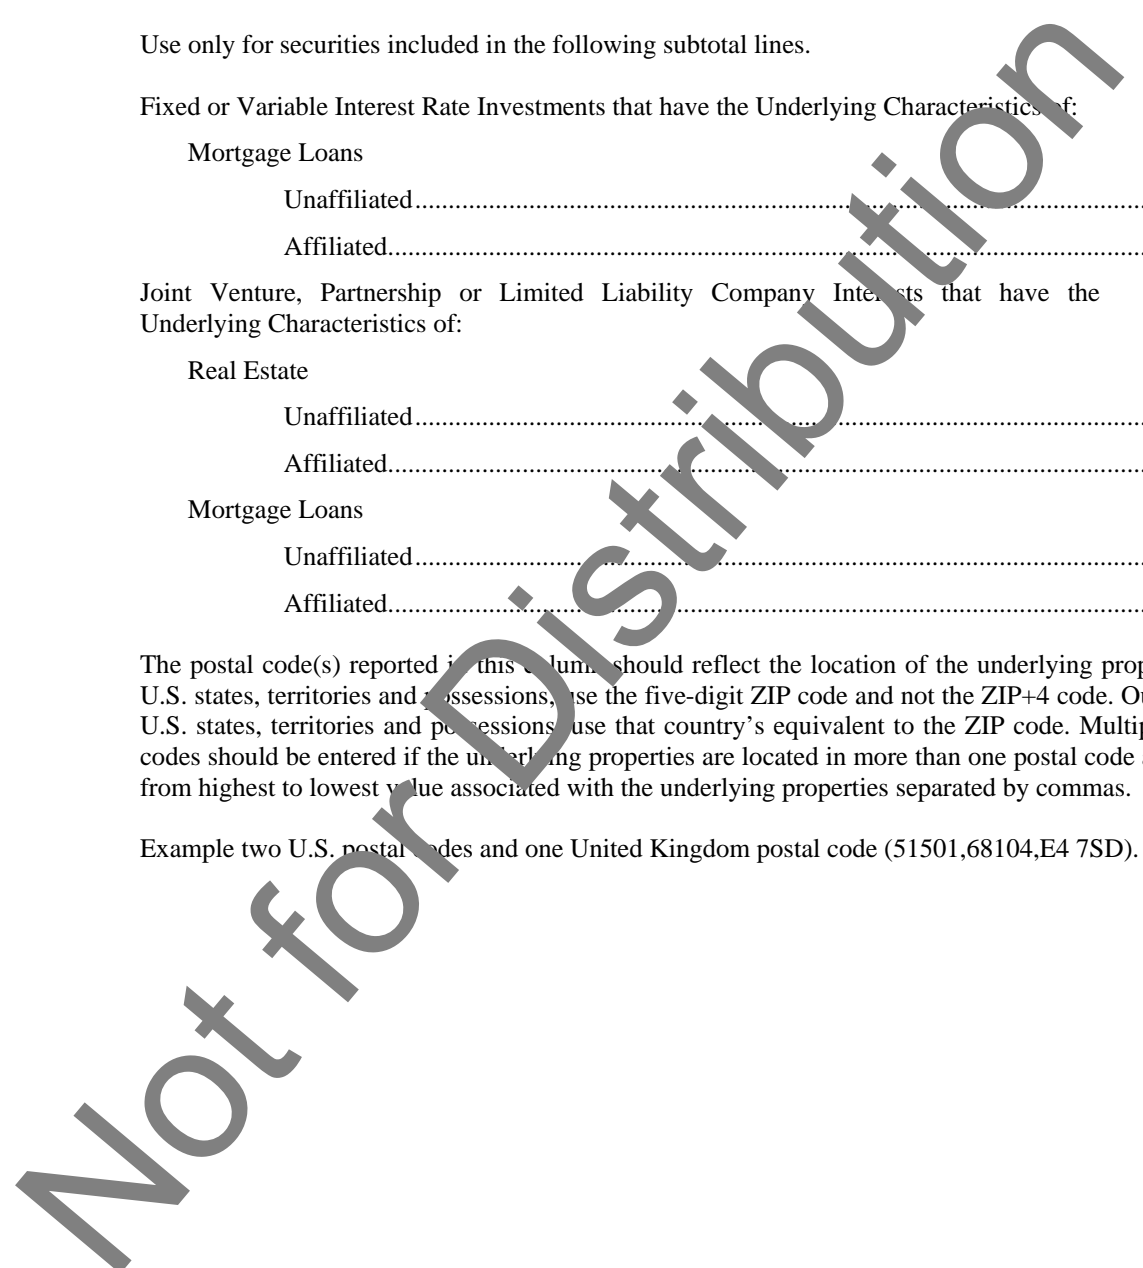 Use only for securities included in the following subtotal lines.
Fixed or Variable Interest Rate Investments that have the Underlying Characteristics of:
Mortgage Loans
Unaffiliated
Affiliated
Joint Venture, Partnership or Limited Liability Company Interests that have the
Underlying Characteristics of:
Real Estate
Unaffiliated
Affiliated
Mortgage Loans
Unaffiliated
Affiliated
The postal code(s) reported in this column should reflect the location of the underlying
U.S. states, territories and possessions, use the five-digit ZIP code and not the ZIP+4 code.
U.S. states, territories and possessions use that country’s equivalent to the ZIP code.
codes should be entered if the underlying properties are located in more than one postal code
from highest to lowest value associated with the underlying properties separated by commas.
Example two U.S. postal codes and one United Kingdom postal code (51501,68104,E4 7SD).
Not for Distribution